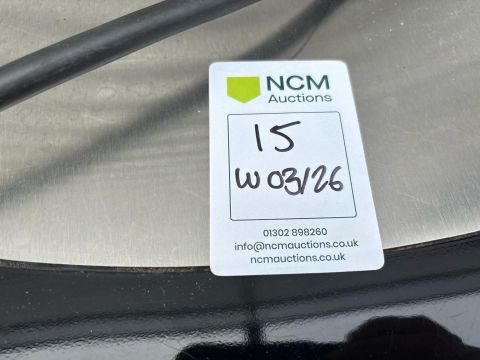 NCM
Auctions
15
W 03/26
01302 898260
info@ncmauctions.co.uk
ncmauctions.co.uk